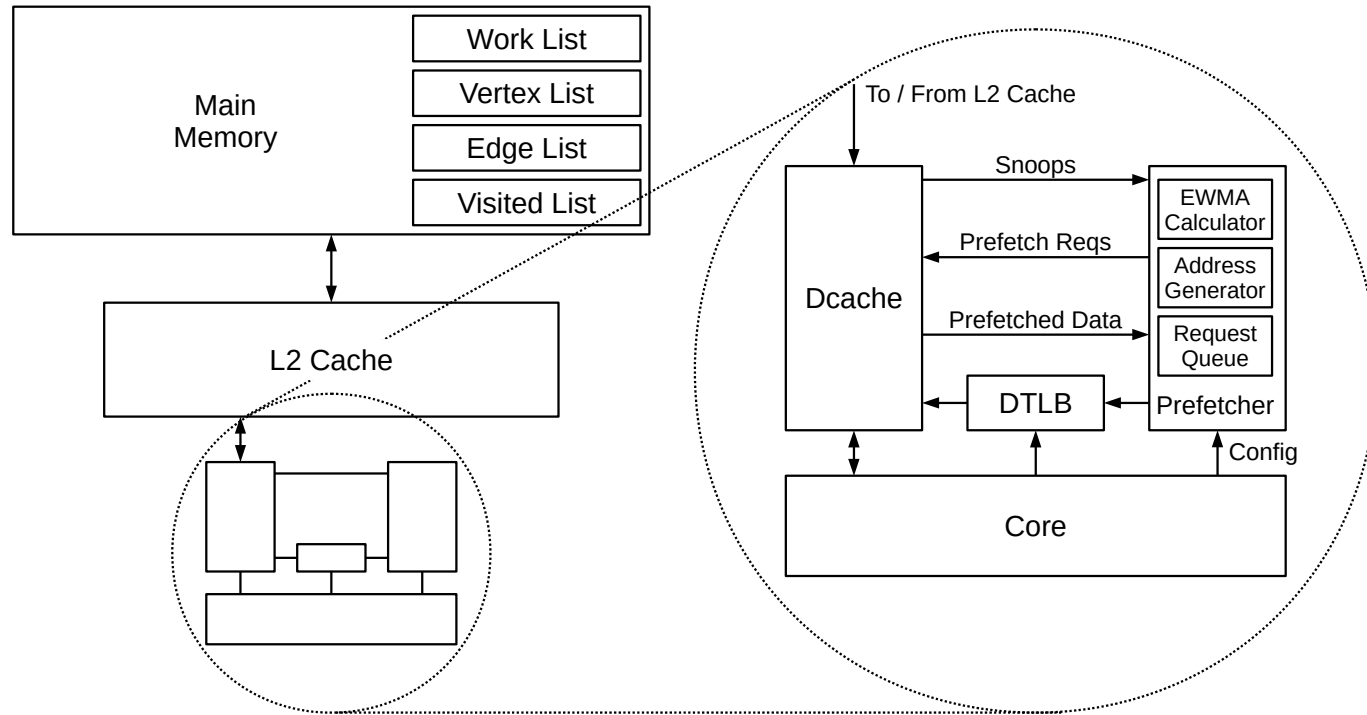 Work List
Vertex List
Edge List
Visited List
Main
Memory
L2 Cache
To / From L2 Cache
Snoops
Prefetch Reqs
Prefetched Data
Dcache
EWMA
Calculator
Address
Generator
Request
Queue
DTLB
Prefetcher
Config
Core